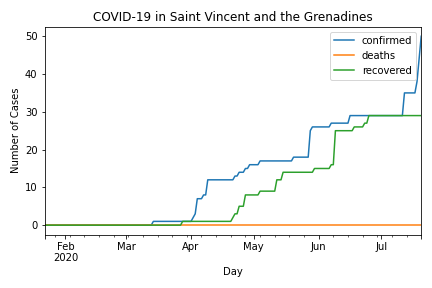 COVID-19 in Saint Vincent and the Grenadines
confirmed
deaths
recovered
Number of Cases
50
40
30
20
10
0
Feb Mar Apr May Jun Jul
2020
Day